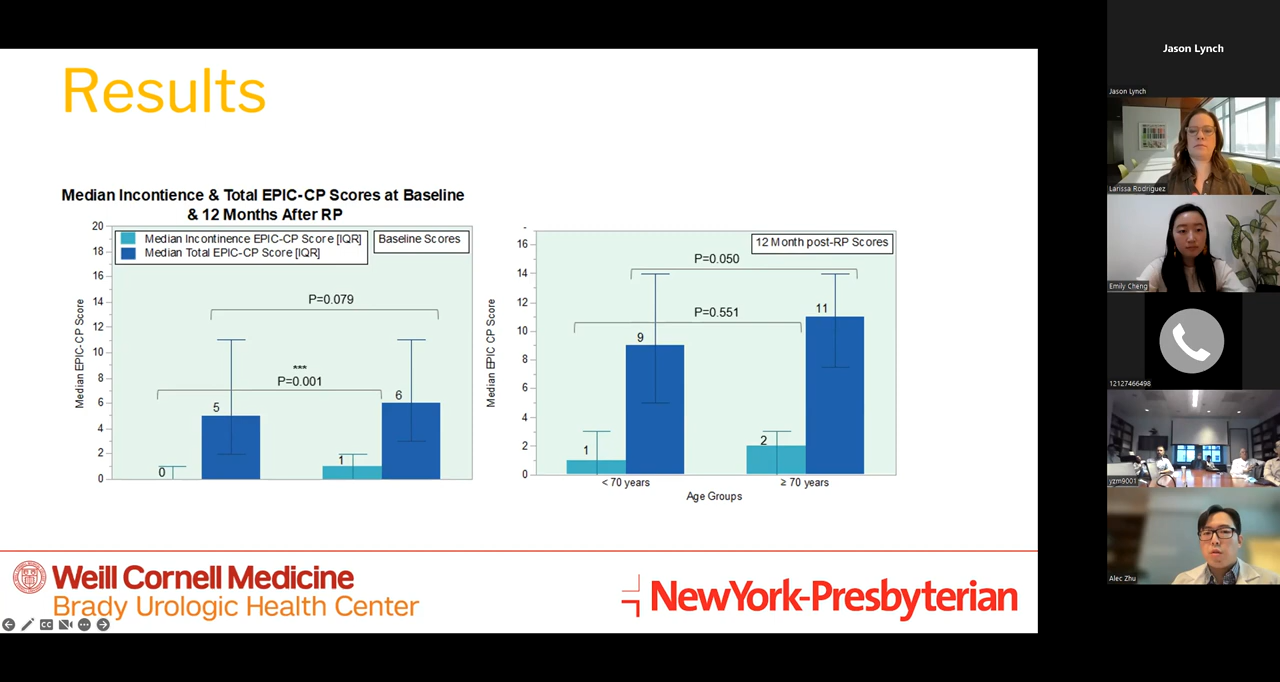 Results
Median Incontience & Total EPIC-CP Scores at Baseline
& 12 Months After RP
Median EPIC-CP Score
20
18
16
14
12
10
8
6
4
2
0
Median Incontinence EPIC-CP Score [IQR]
Median Total EPIC-CP Score [IQR]
Baseline Scores
P=0.079
***
P=0.001
0
5
1
6
Median EPIC CP Score
16
14
12
10
8
6
4
2
0
12 Month post-RP Scores
P=0.050
P=0.551
1
9
2
11
< 70 years
≥ 70 years
Age Groups
Weill Cornell Medicine
Brady Urologic Health Center
NewYork-Presbyterian
CC
Jason Lynch
Jason Lynch
Larissa Rodriguez
Emily Cheng
12127466498
yzm9001
Alec Zhu